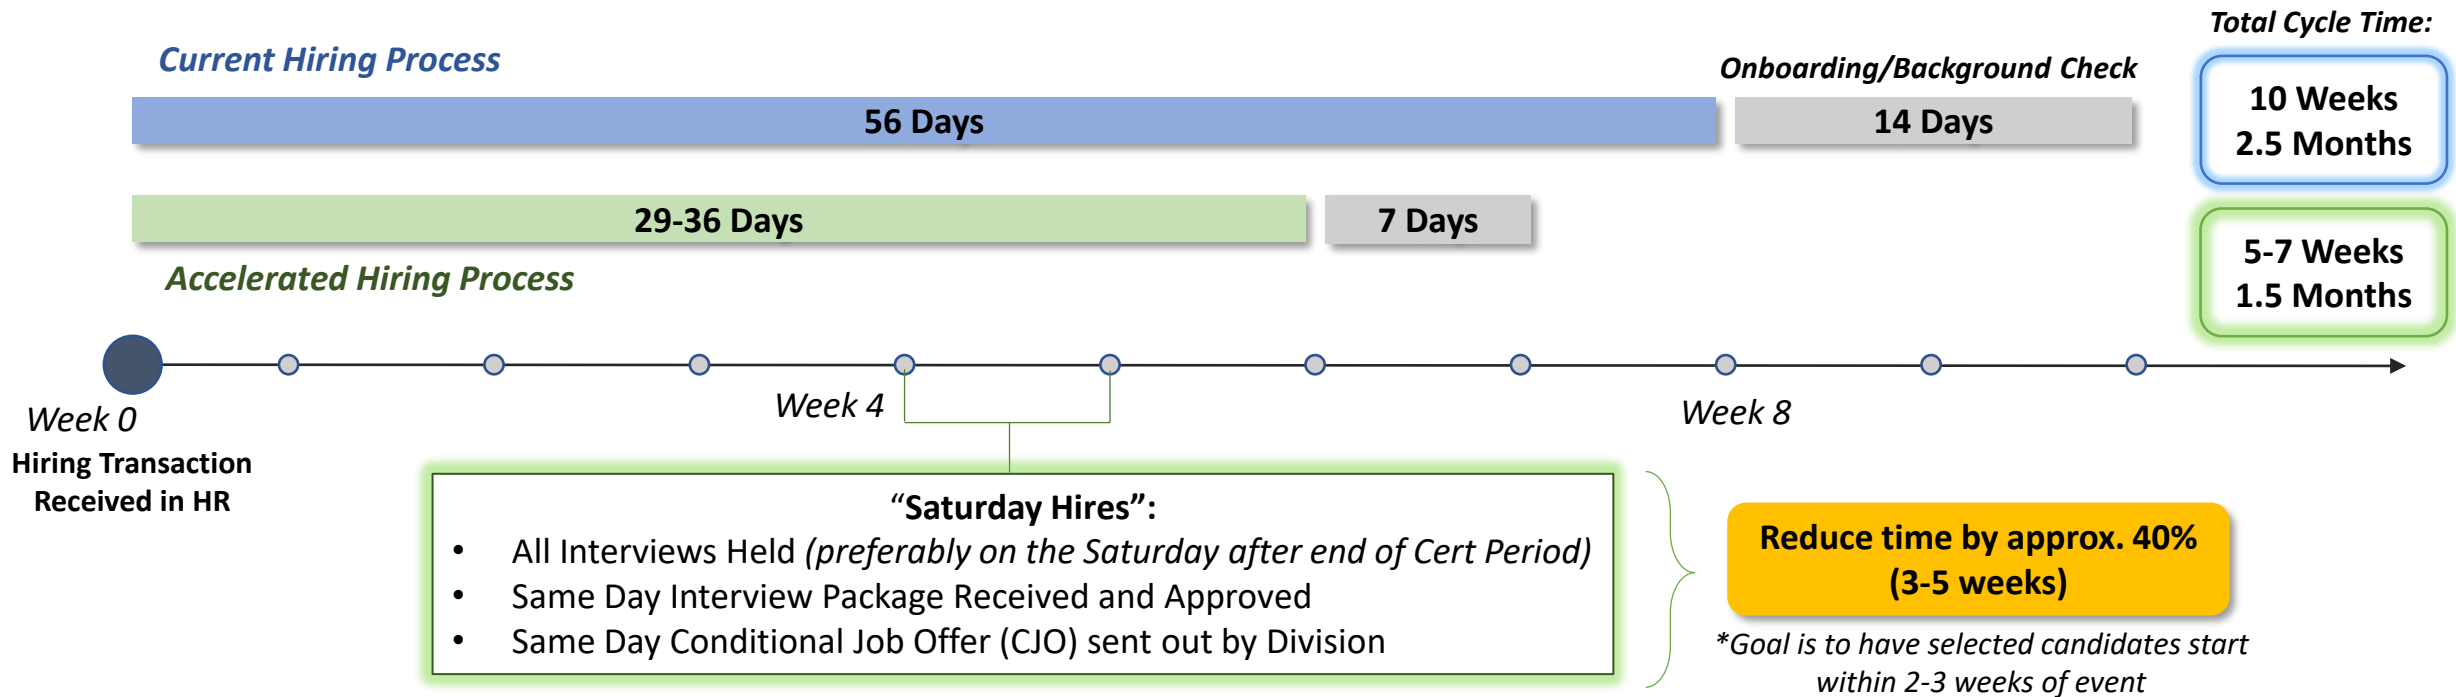 Total Cycle Time:
Current Hiring Process
Onboarding/Background Check
56 Days
14 Days
10 Weeks
2.5 Months
29-36 Days
7 Days
5-7 Weeks
1.5 Months
Accelerated Hiring Process
Week 0
Week 4
Week 8
Hiring Transaction
Received in HR
“Saturday Hires”:
• All Interviews Held (preferably on the Saturday after end of Cert Period)
• Same Day Interview Package Received and Approved
• Same Day Conditional Job Offer (CJO) sent out by Division
Reduce time by approx. 40%
(3-5 weeks)
*Goal is to have selected candidates start
within 2-3 weeks of event